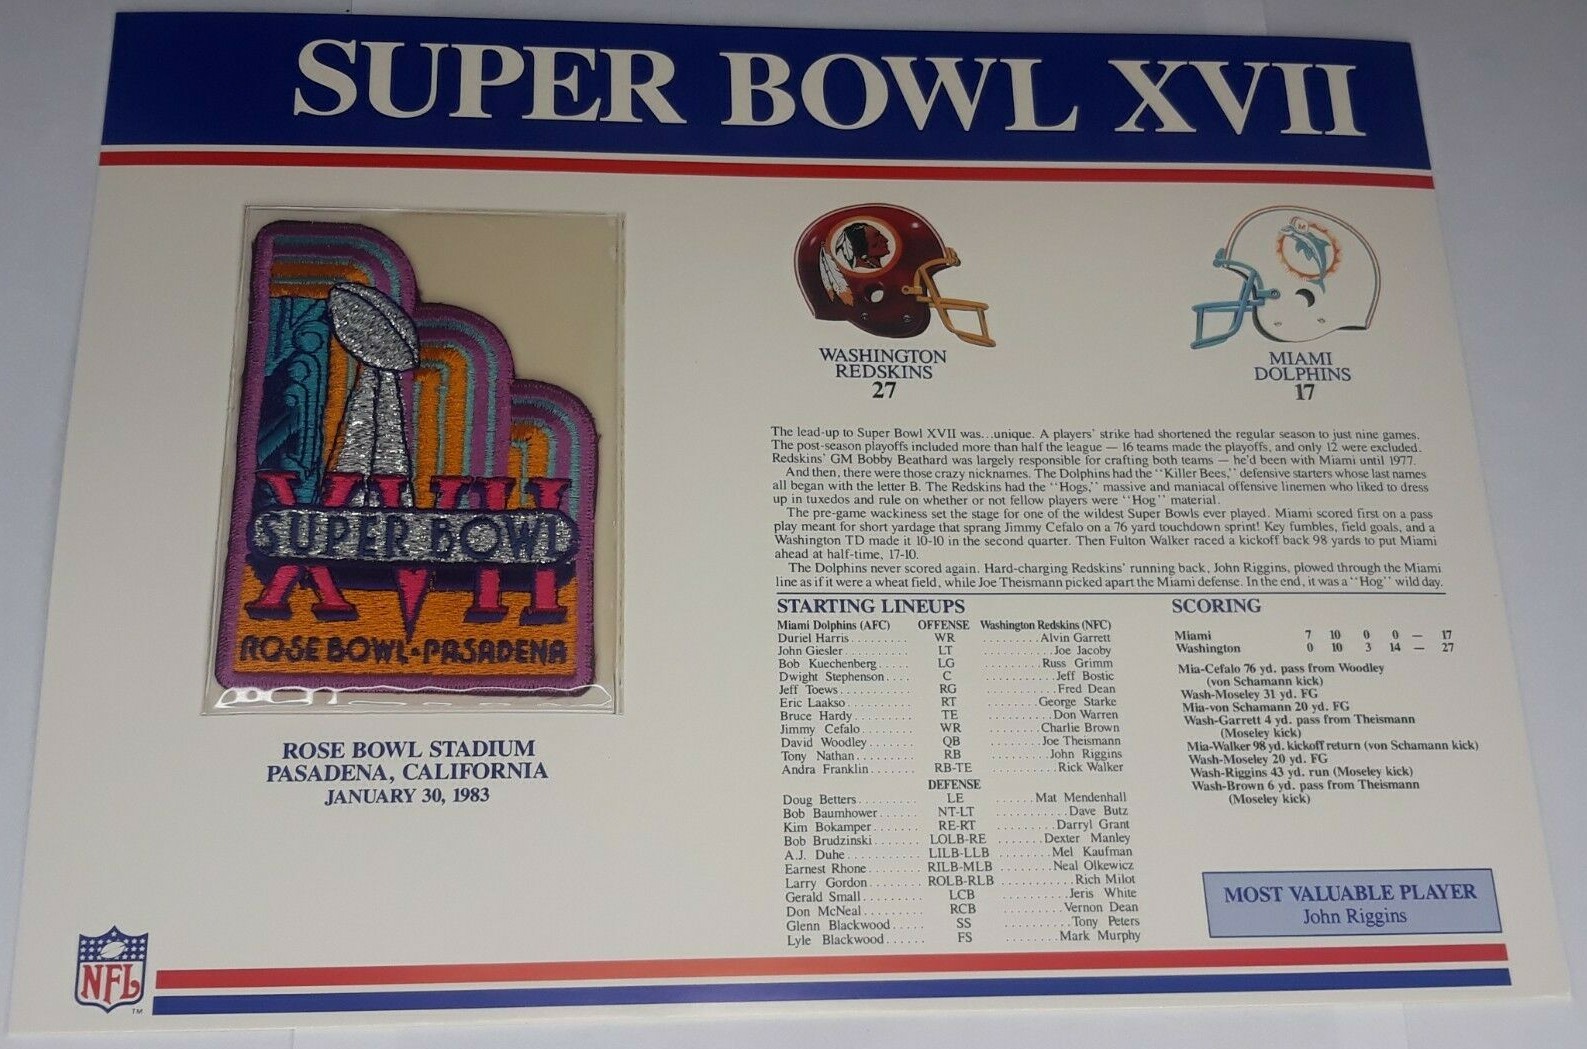 SUPER BOWL XVII
XVII
SUPER BOWL
ROSE BOWL·PASADENA
ROSE BOWL STADIUM
PASADENA, CALIFORNIA
JANUARY 30, 1983
WASHINGTON
REDSKINS
27
MIAMI
DOLPHINS
17
The lead-up to Super Bowl XVII was...unique. A players' strike had shortened the regular season to just nine games.
The post-season playoffs included more than half the league — 16 teams made the playoffs, and only 12 were excluded.
Redskins' GM Bobby Beathard was largely responsible for crafting both teams — he'd been with Miami until 1977.
And then, there were those crazy nicknames. The Dolphins had the "Killer Bees," defensive starters whose last names
all began with the letter B. The Redskins had the "Hogs," massive and maniacal offensive linemen who liked to dress
up in tuxedos and rule on whether or not fellow players were "Hog" material.
The pre-game wackiness set the stage for one of the wildest Super Bowls ever played. Miami scored first on a pass
play meant for short yardage that sprang Jimmy Cefalo on a 76 yard touchdown sprint! Key fumbles, field goals, and a
Washington TD made it 10-10 in the second quarter. Then Fulton Walker raced a kickoff back 98 yards to put Miami
ahead at half-time, 17-10.
The Dolphins never scored again. Hard-charging Redskins' running back, John Riggins, plowed through the Miami
line as if it were a wheat field, while Joe Theismann picked apart the Miami defense. In the end, it was a "Hog" wild day.
STARTING LINEUPS
Miami Dolphins (AFC) OFFENSE Washington Redskins (NFC)
Duriel Harris......... WR ..........Alvin Garrett
John Giesler.......... LT ............Joe Jacoby
Bob Kuechenberg..... LG ..........Russ Grimm
Dwight Stephenson.... C ............Jeff Bostic
Jeff Toews............ RG ............Fred Dean
Eric Laakso........... RT .........George Starke
Bruce Hardy.......... TE ...........Don Warren
Jimmy Cefalo......... WR ........Charlie Brown
David Woodley....... QB ........Joe Theismann
Tony Nathan.......... RB ..........John Riggins
Andra Franklin....... RB-TE ..........Rick Walker
DEFENSE
Doug Betters......... LE ......Mat Mendenhall
Bob Baumhower...... NT-LT ...........Dave Butz
Kim Bokamper....... RE-RT .........Darryl Grant
Bob Brudzinski....... LOLB-RE .......Dexter Manley
A.J. Duhe............ LILB-LLB ........Mel Kaufman
Earnest Rhone........ RILB-MLB .......Neal Olkewicz
Larry Gordon........ ROLB-RLB ...........Rich Milot
Gerald Small......... LCB ..........Jeris White
Don McNeal......... RCB .........Vernon Dean
Glenn Blackwood..... SS ..........Tony Peters
Lyle Blackwood...... FS ........Mark Murphy
SCORING
Miami 7 10 0 0 — 17
Washington 0 10 3 14 — 27
Mia-Cefalo 76 yd. pass from Woodley
(von Schamann kick)
Wash-Moseley 31 yd. FG
Mia-von Schamann 20 yd. FG
Wash-Garrett 4 yd. pass from Theismann
(Moseley kick)
Mia-Walker 98 yd. kickoff return (von Schamann kick)
Wash-Moseley 20 yd. FG
Wash-Riggins 43 yd. run (Moseley kick)
Wash-Brown 6 yd. pass from Theismann
(Moseley kick)
MOST VALUABLE PLAYER
John Riggins
NFL
TM